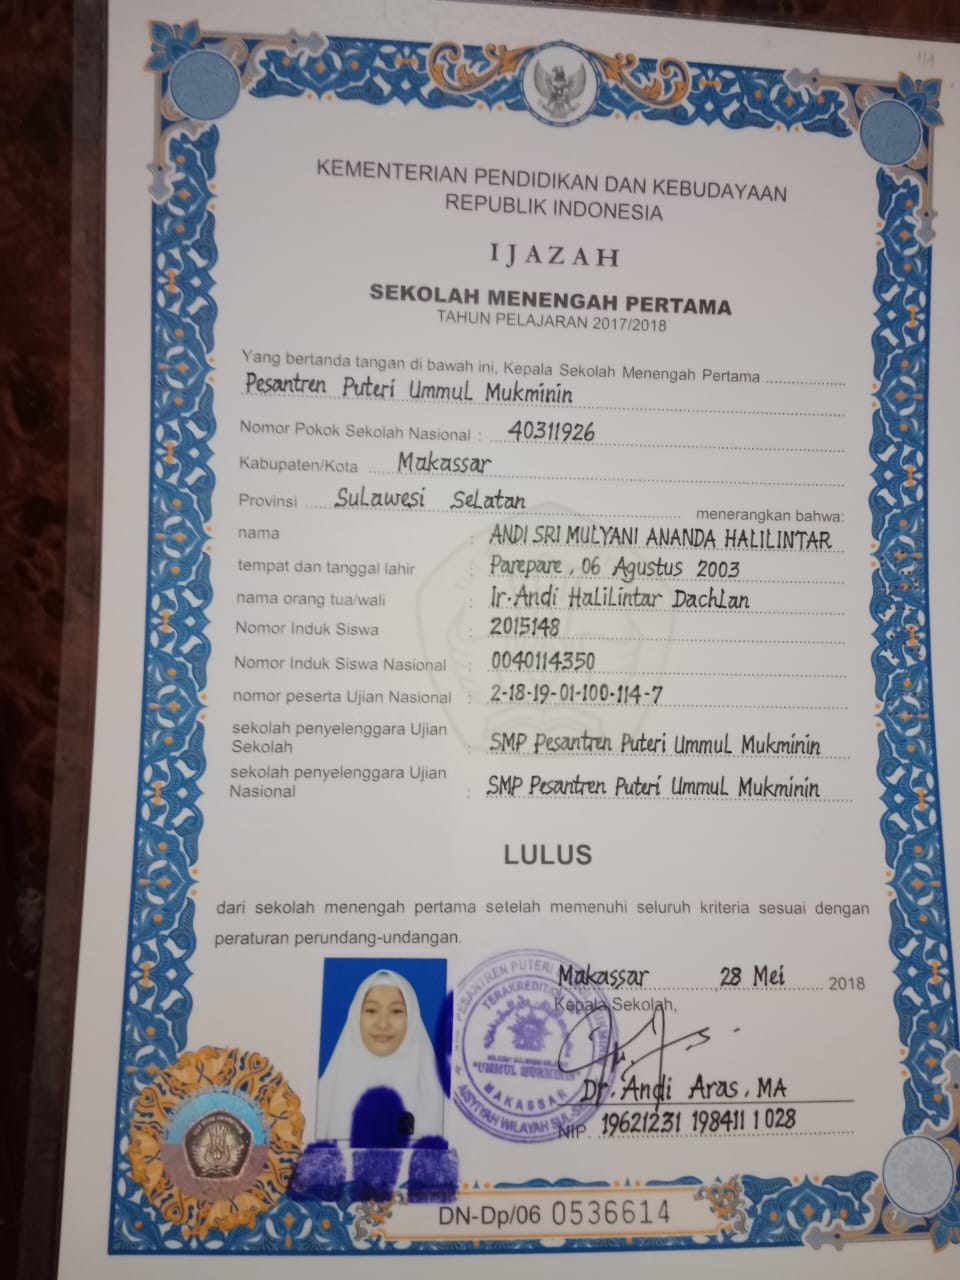 114
KEMENTERIAN PENDIDIKAN DAN KEBUDAYAAN
REPUBLIK INDONESIA
IJAZAH
SEKOLAH MENENGAH PERTAMA
TAHUN PELAJARAN 2017/2018
Yang bertanda tangan di bawah ini, Kepala Sekolah Menengah Pertama
Pesantren Puteri Ummul Mukminin
Nomor Pokok Sekolah Nasional : 40311926
Kabupaten/Kota Makassar
Provinsi Sulawesi Selatan menerangkan bahwa:
nama : ANDI SRI MULYANI ANANDA HALILINTAR
tempat dan tanggal lahir : Parepare, 06 Agustus 2003
nama orang tua/wali : Ir. Andi Halilintar Dachlan
Nomor Induk Siswa : 2015148
Nomor Induk Siswa Nasional : 0040114350
nomor peserta Ujian Nasional : 2-18-19-01-100-114-7
sekolah penyelenggara Ujian
Sekolah : SMP Pesantren Puteri Ummul Mukminin
sekolah penyelenggara Ujian
Nasional : SMP Pesantren Puteri Ummul Mukminin
LULUS
dari sekolah menengah pertama setelah memenuhi seluruh kriteria sesuai dengan
peraturan perundang-undangan.
Makassar, 28 Mei 2018
Kepala Sekolah,
PESANTREN PUTERI
TERAKREDITASI
"UMMUL MUKMININ"
MAKASSAR
AISYIYAH WILAYAH SUL-SEL
Dr. Andi Aras, MA
NIP 19621231 198411 1 028
DN-Dp/06 0536614